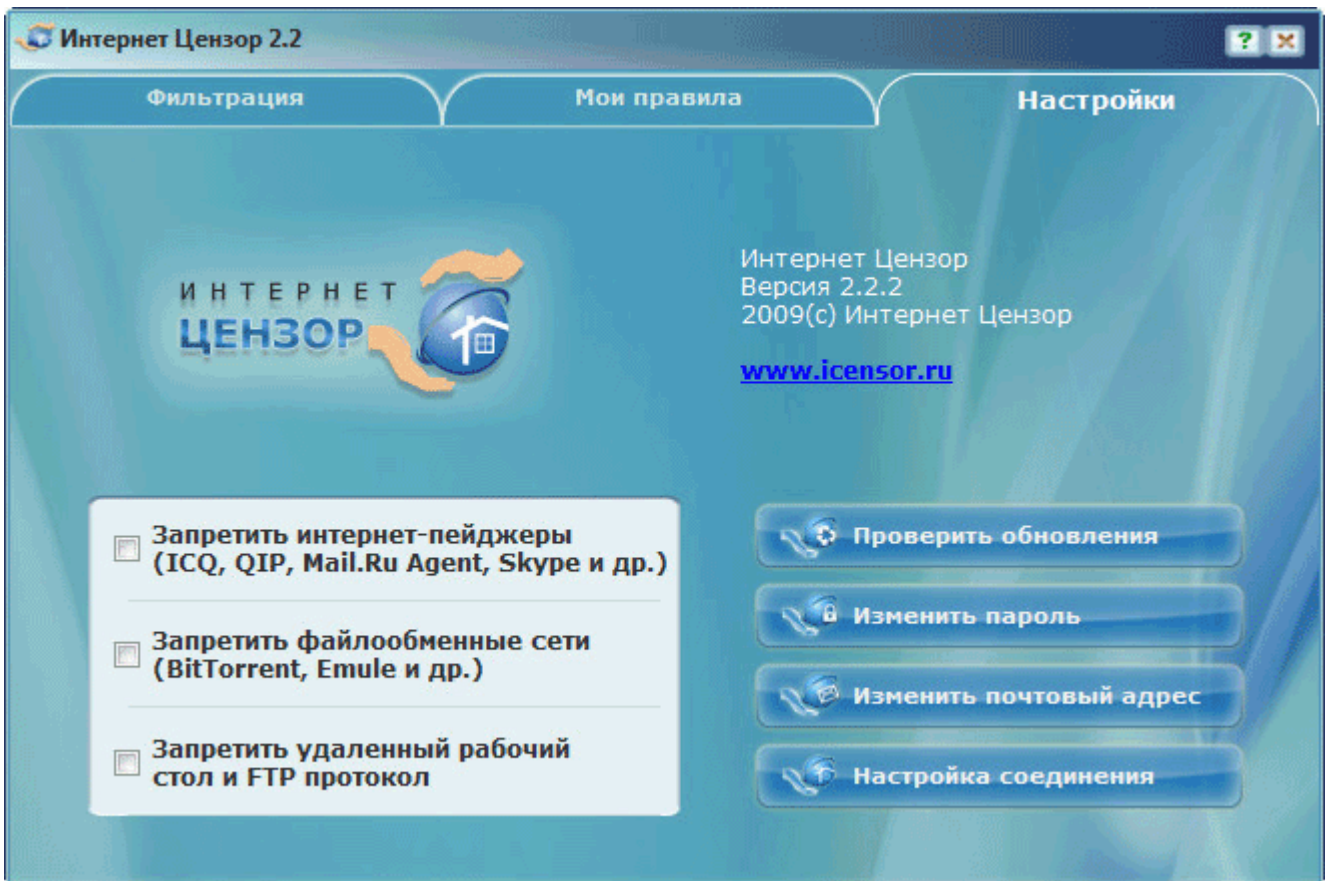 Интернет Цензор 2.2
?
Фильтрация
Мои правила
Настройки
ИНТЕРНЕТ
ЦЕНЗОР
Интернет Цензор
Версия 2.2.2
2009(c) Интернет Цензор
www.icensor.ru
Запретить интернет-пейджеры
(ICQ, QIP, Mail.Ru Agent, Skype и др.)
Запретить файлообменные сети
(BitTorrent, Emule и др.)
Запретить удаленный рабочий
стол и FTP протокол
Проверить обновления
Изменить пароль
Изменить почтовый адрес
Настройка соединения